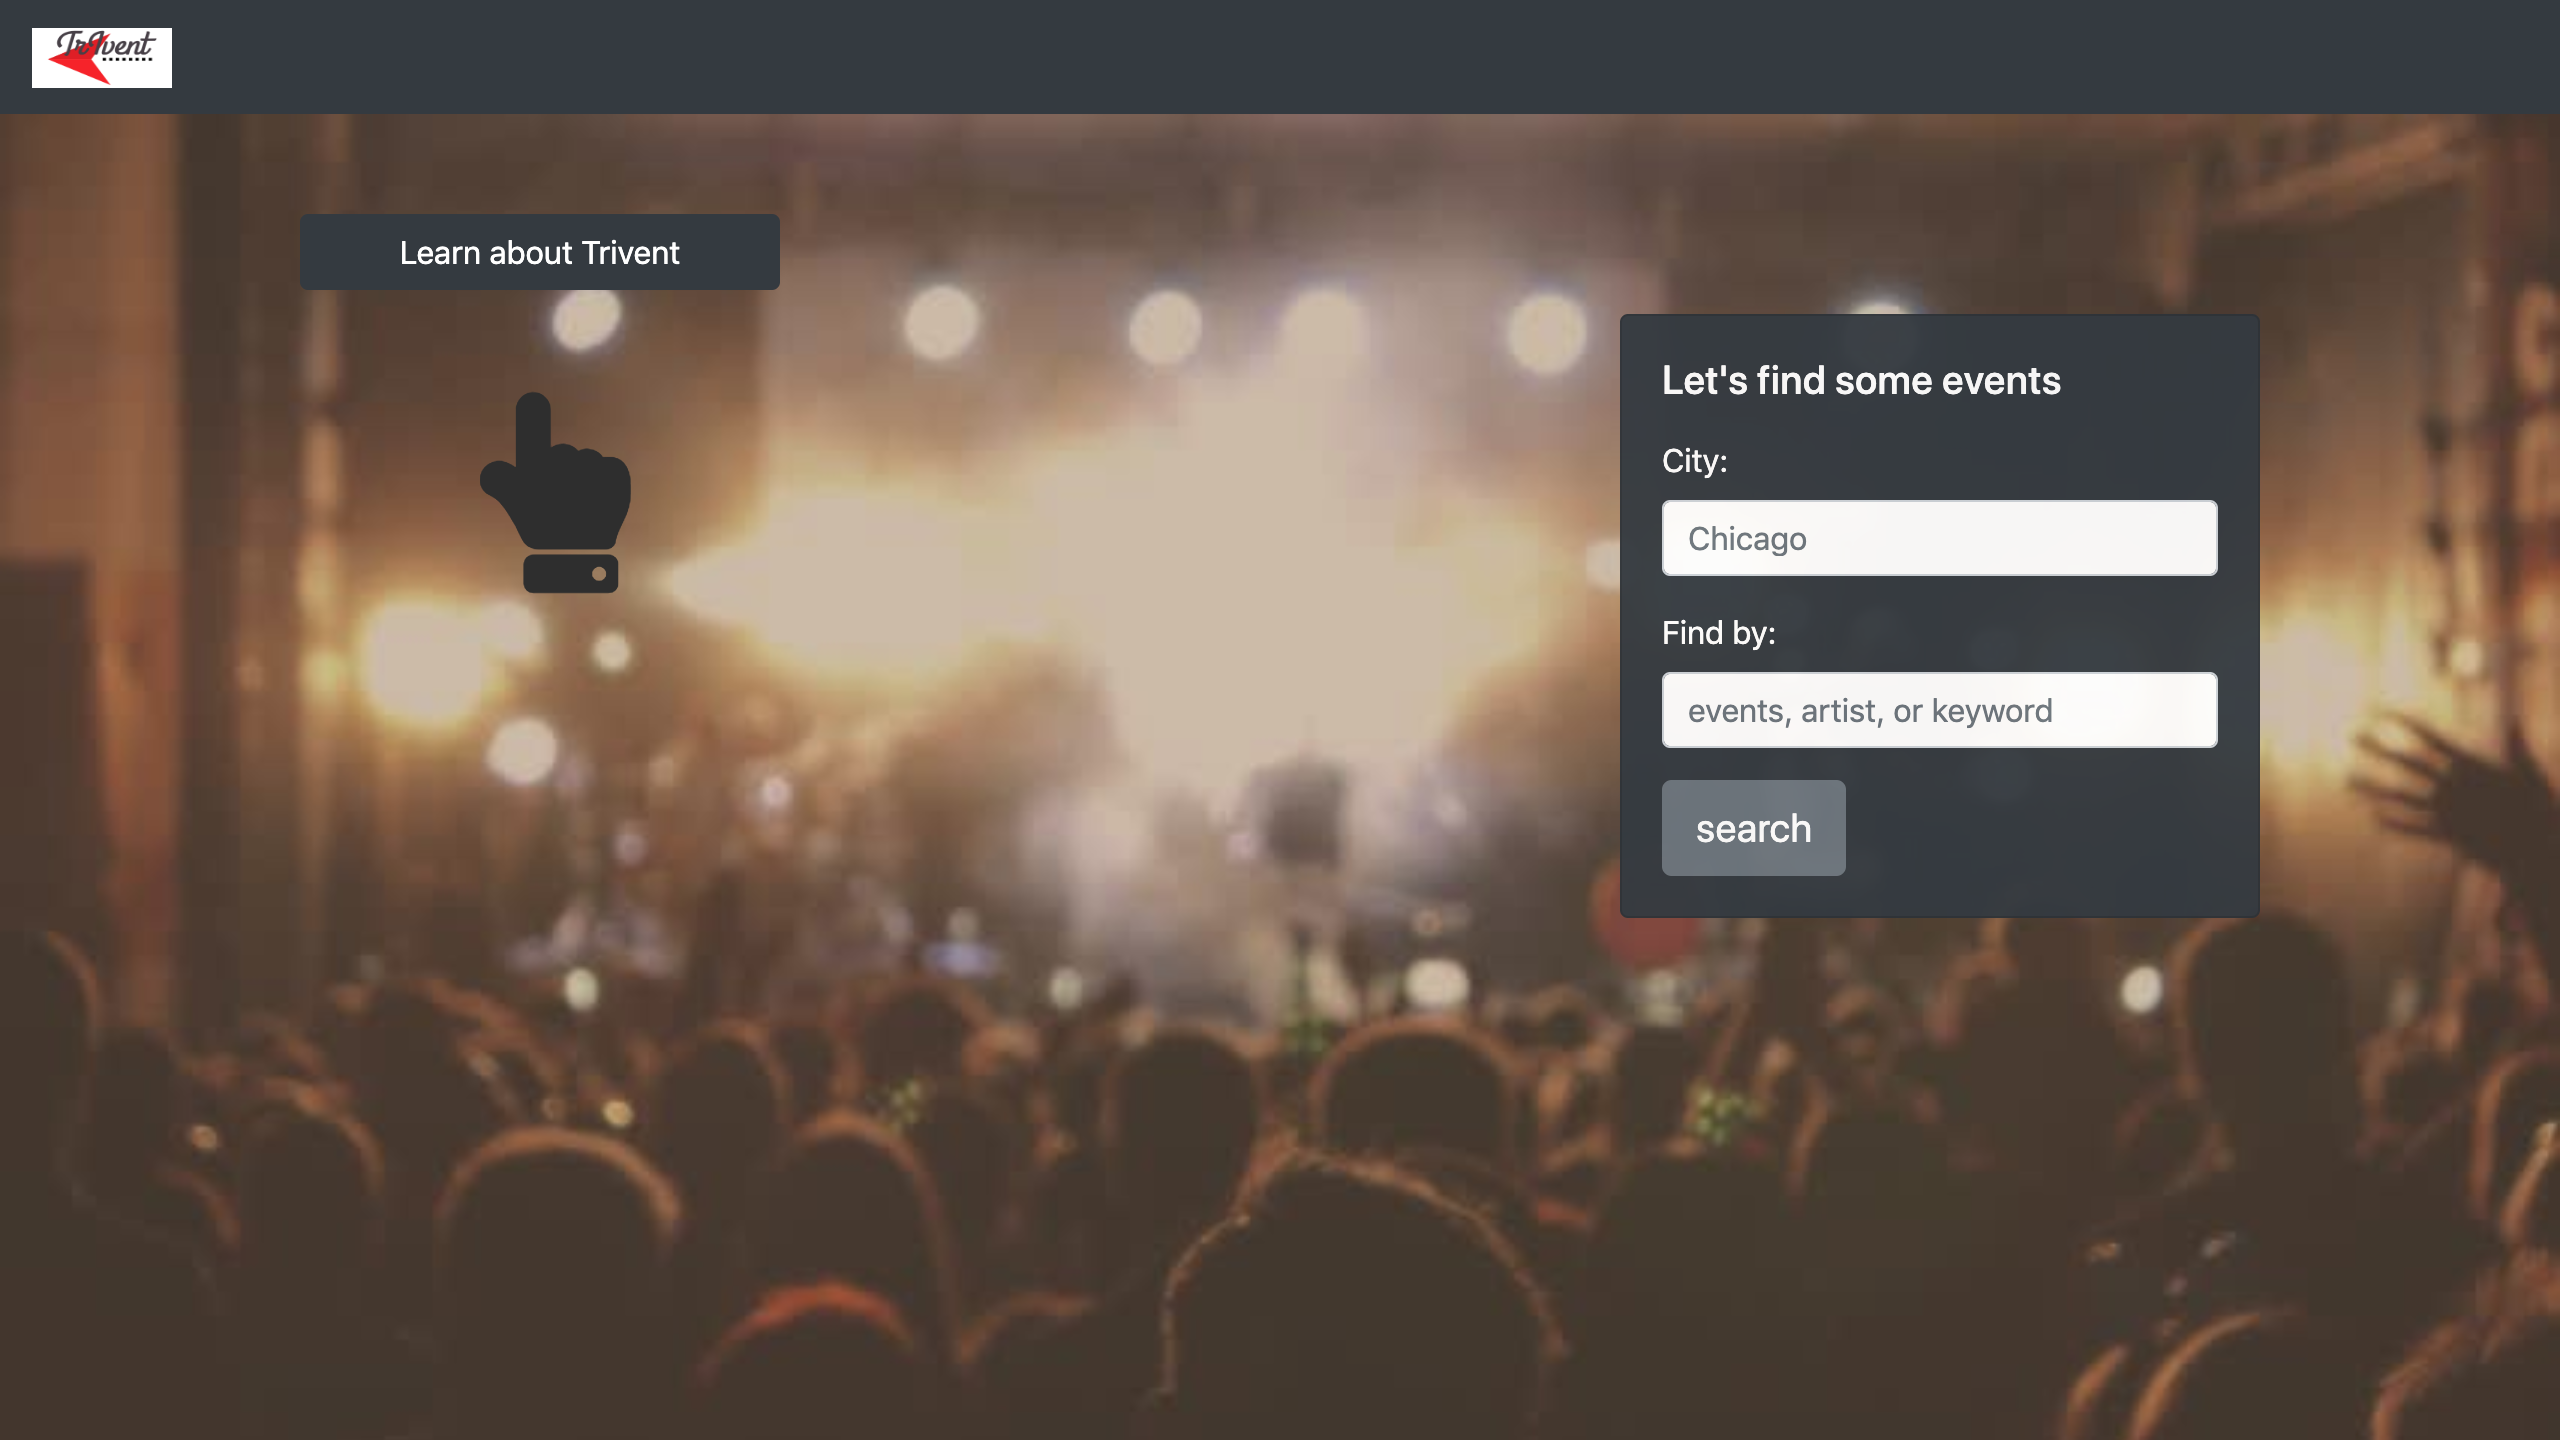 Trivent
Learn about Trivent
Let's find some events
City:
Chicago
Find by:
events, artist, or keyword
search